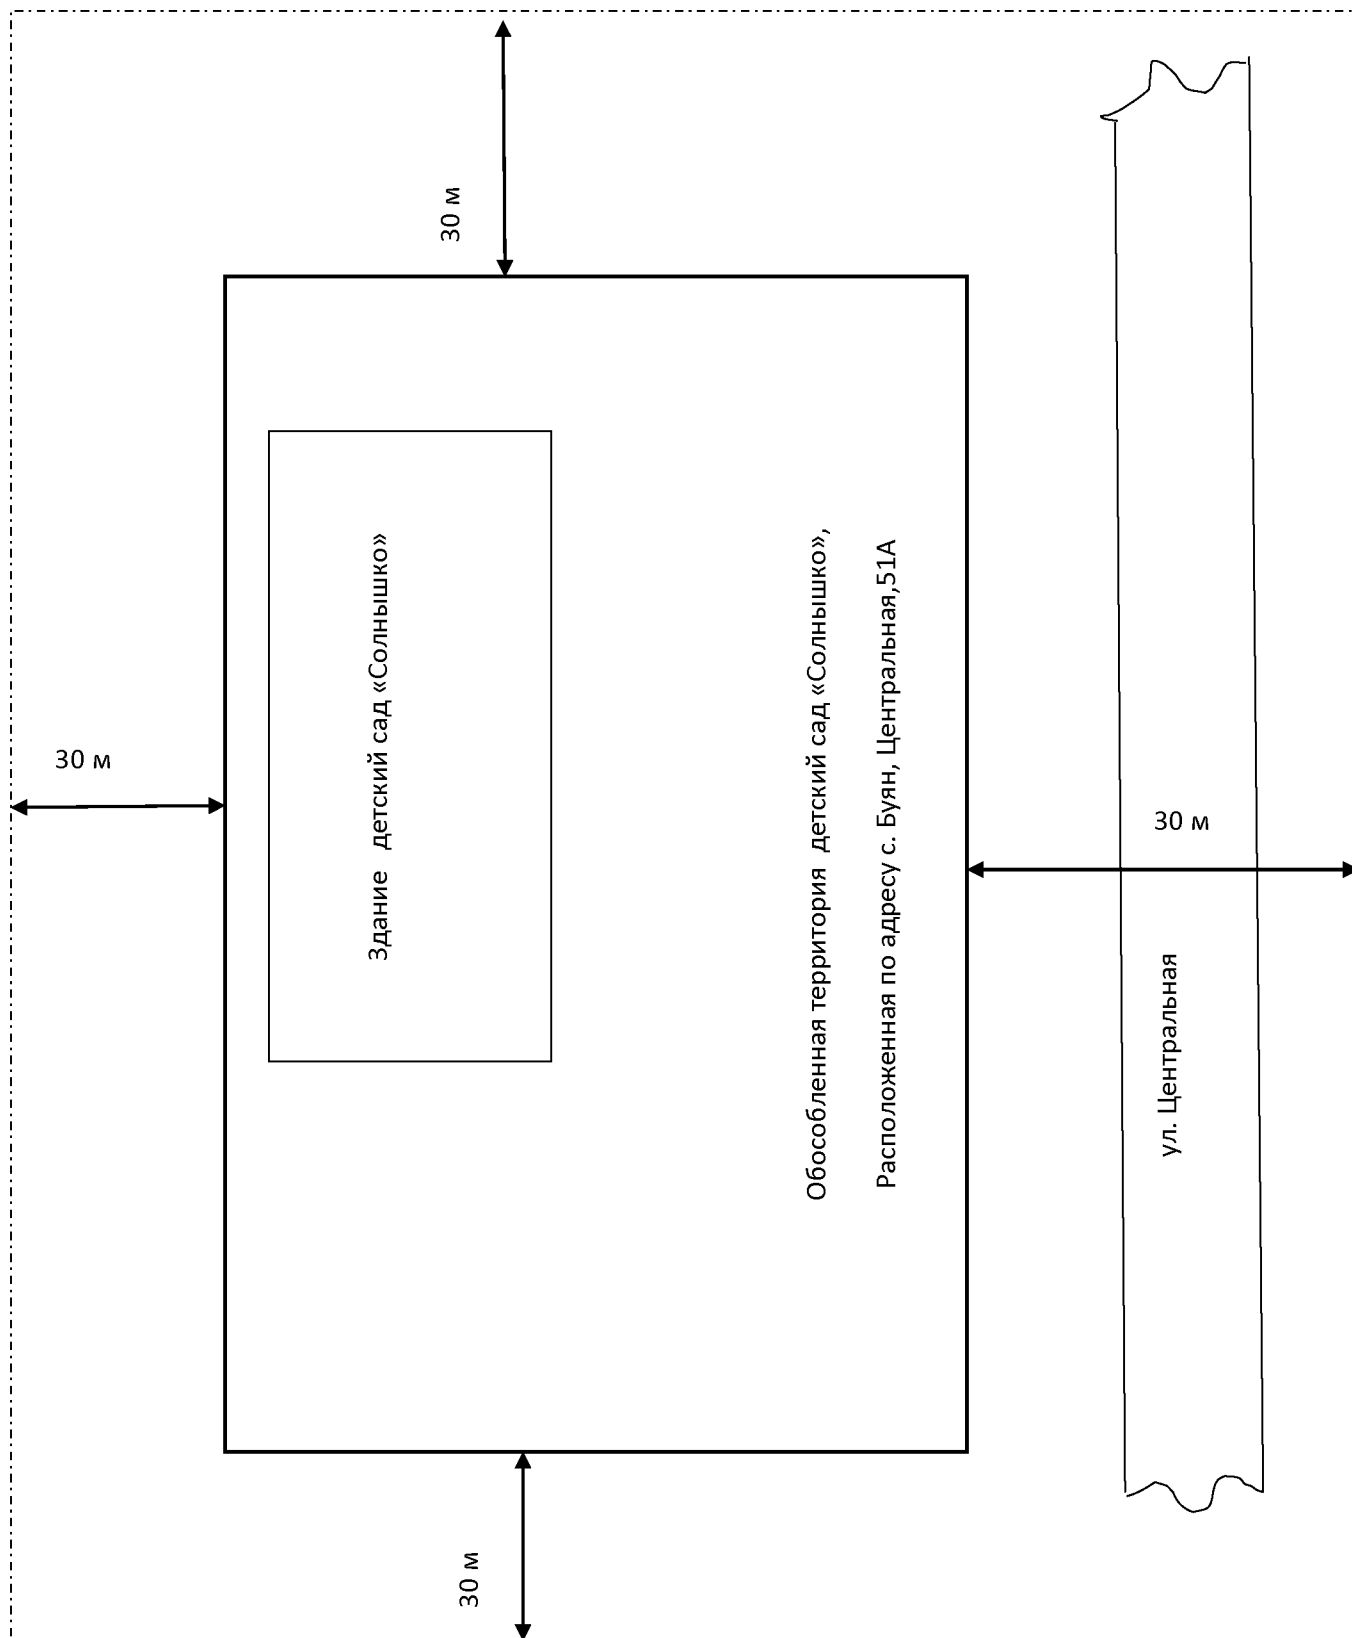 30 м
30 м
Здание детский сад «Солнышко»
Обособленная территория детский сад «Солнышко»,
Расположенная по адресу с. Буян, Центральная,51А
30 м
ул. Центральная
30 м